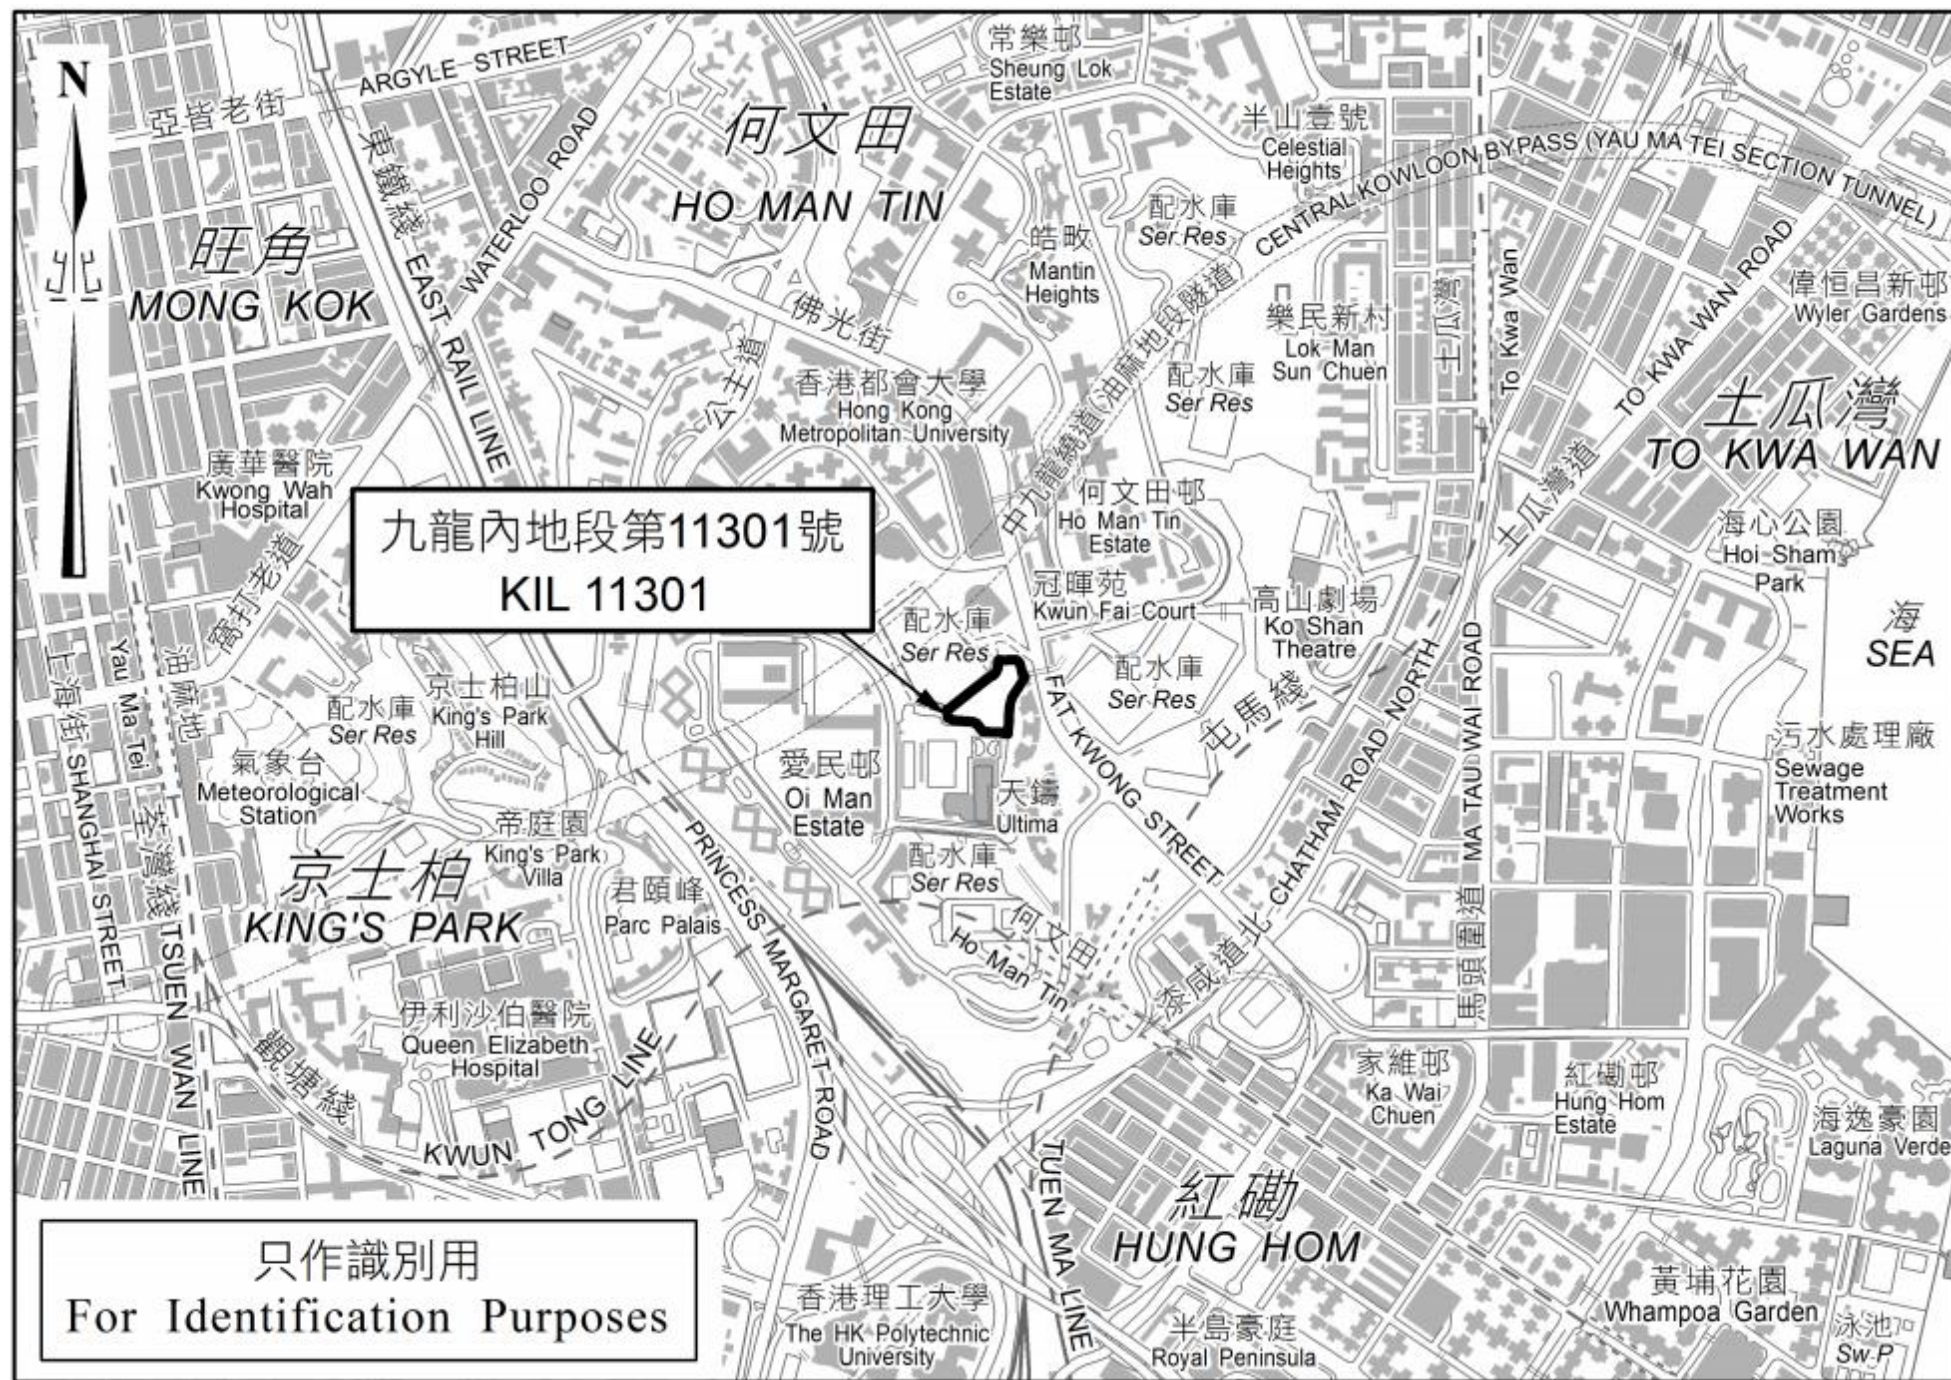 常樂邨
Sheung Lok
Estate
ARGYLE STREET
亞皆老街
N
北
何文田
HO MAN TIN
半山壹號
Celestial
Heights
CENTRAL KOWLOON BYPASS (YAU MA TEI SECTION TUNNEL)
中九龍繞道(油麻地段隧道)
東鐵綫
EAST RAIL LINE
WATERLOO ROAD
窩打老道
旺角
MONG KOK
配水庫
Ser Res
皓畋
Mantin
Heights
佛光街
公主道
樂民新村
Lok Man
Sun Chuen
配水庫
Ser Res
土瓜灣
To Kwa Wan
TO KWA WAN ROAD
土瓜灣道
偉恒昌新邨
Wyler Gardens
土瓜灣
TO KWA WAN
香港都會大學
Hong Kong
Metropolitan University
廣華醫院
Kwong Wah
Hospital
九龍內地段第11301號
KIL 11301
何文田邨
Ho Man Tin
Estate
冠暉苑
Kwun Fai Court
高山劇場
Ko Shan
Theatre
海心公園
Hoi Sham
Park
海
SEA
配水庫
Ser Res
配水庫
Ser Res
屯馬綫
FAT KWONG STREET
CHATHAM ROAD NORTH
漆咸道北
MA TAU WAI ROAD
馬頭圍道
污水處理廠
Sewage
Treatment
Works
上海街
SHANGHAI STREET
Yau Ma Tei
油麻地
荃灣綫
TSUEN WAN LINE
配水庫
Ser Res
京士柏山
King's Park
Hill
氣象台
Meteorological
Station
帝庭園
King's Park
Villa
京士柏
KING'S PARK
君頤峰
Parc Palais
PRINCESS MARGARET ROAD
愛民邨
Oi Man
Estate
天鑄
Ultima
配水庫
Ser Res
何文田
Ho Man Tin
伊利沙伯醫院
Queen Elizabeth
Hospital
觀塘綫
KWUN TONG LINE
TUEN MA LINE
家維邨
Ka Wai
Chuen
紅磡邨
Hung Hom
Estate
海逸豪園
Laguna Verde
紅磡
HUNG HOM
黃埔花園
Whampoa Garden
泳池
Sw P
香港理工大學
The HK Polytechnic
University
半島豪庭
Royal Peninsula
只作識別用
For Identification Purposes